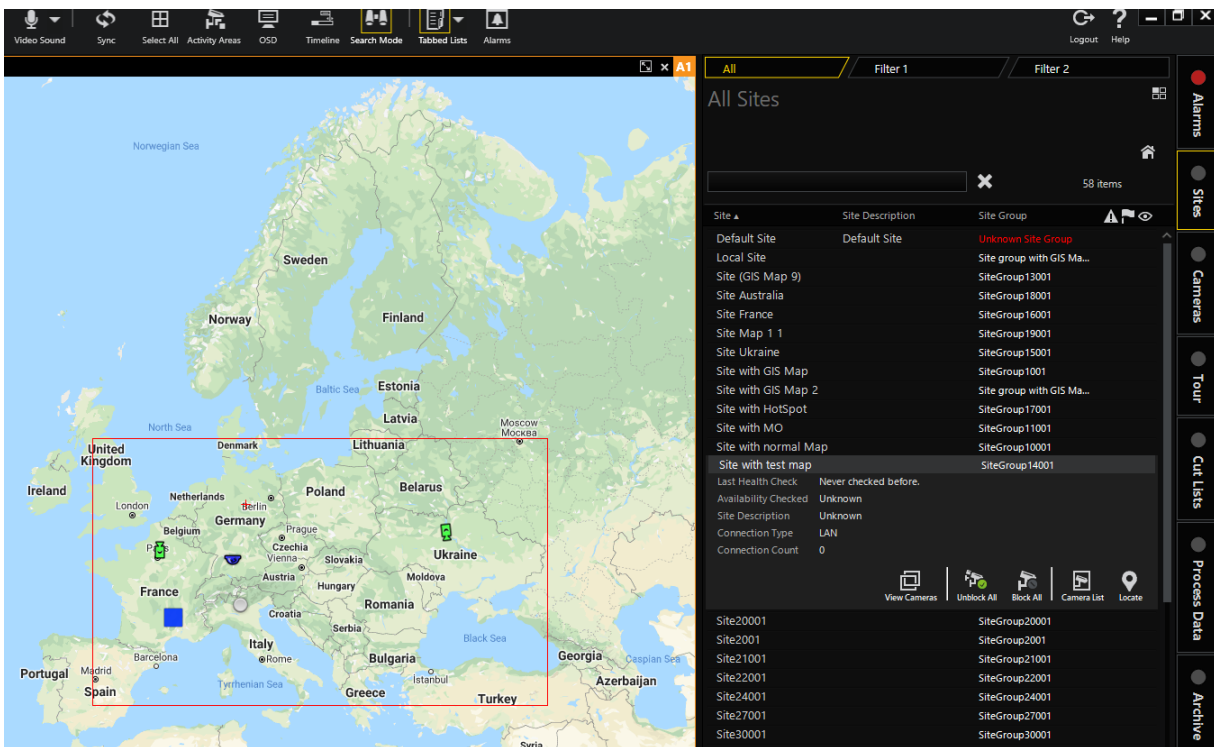 Video Sound
Sync
Select All
Activity Areas
OSD
Timeline
Search Mode
Tabbed Lists
Alarms
Logout
Help
A1
Norwegian Sea
Sweden
Norway
Finland
Baltic Sea
Estonia
Latvia
Moscow
Москва
North Sea
Denmark
Lithuania
United
Kingdom
Ireland
Netherlands
Berlin
Poland
Belarus
London
Germany
Belgium
Prague
Czechia
Vienna
Slovakia
Ukraine
Austria
Hungary
Moldova
France
Romania
Croatia
Serbia
Italy
Black Sea
Barcelona
Rome
Bulgaria
Georgia
Caspian Sea
Portugal
Madrid
Spain
Tyrrhenian Sea
Istanbul
Azerbaijan
Greece
Turkey
Syria
All
Filter 1
Filter 2
All Sites
58 items
Site Site Description Site Group
Default Site Default Site Unknown Site Group
Local Site Site group with GIS Ma...
Site (GIS Map 9) SiteGroup13001
Site Australia SiteGroup18001
Site France SiteGroup16001
Site Map 1 1 SiteGroup19001
Site Ukraine SiteGroup15001
Site with GIS Map SiteGroup1001
Site with GIS Map 2 Site group with GIS Ma...
Site with HotSpot SiteGroup17001
Site with MO SiteGroup11001
Site with normal Map SiteGroup10001
Site with test map SiteGroup14001
Last Health Check Never checked before.
Availability Checked Unknown
Site Description Unknown
Connection Type LAN
Connection Count 0
View Cameras
Unblock All
Block All
Camera List
Locate
Site20001 SiteGroup20001
Site2001 SiteGroup2001
Site21001 SiteGroup21001
Site22001 SiteGroup22001
Site24001 SiteGroup24001
Site27001 SiteGroup27001
Site30001 SiteGroup30001
Alarms
Sites
Cameras
Tour
Cut Lists
Process Data
Archive